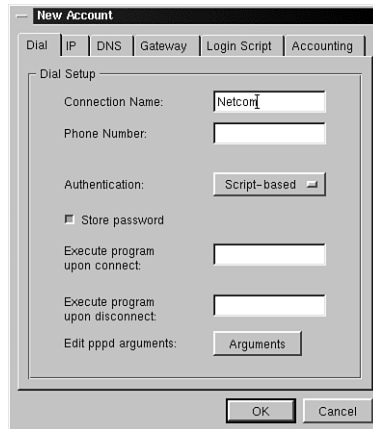 New Account
Dial IP DNS Gateway Login Script Accounting
Dial Setup
Connection Name: Netcom
Phone Number:
Authentication: Script-based
Store password
Execute program
upon connect:
Execute program
upon disconnect:
Edit pppd arguments: Arguments
OK Cancel